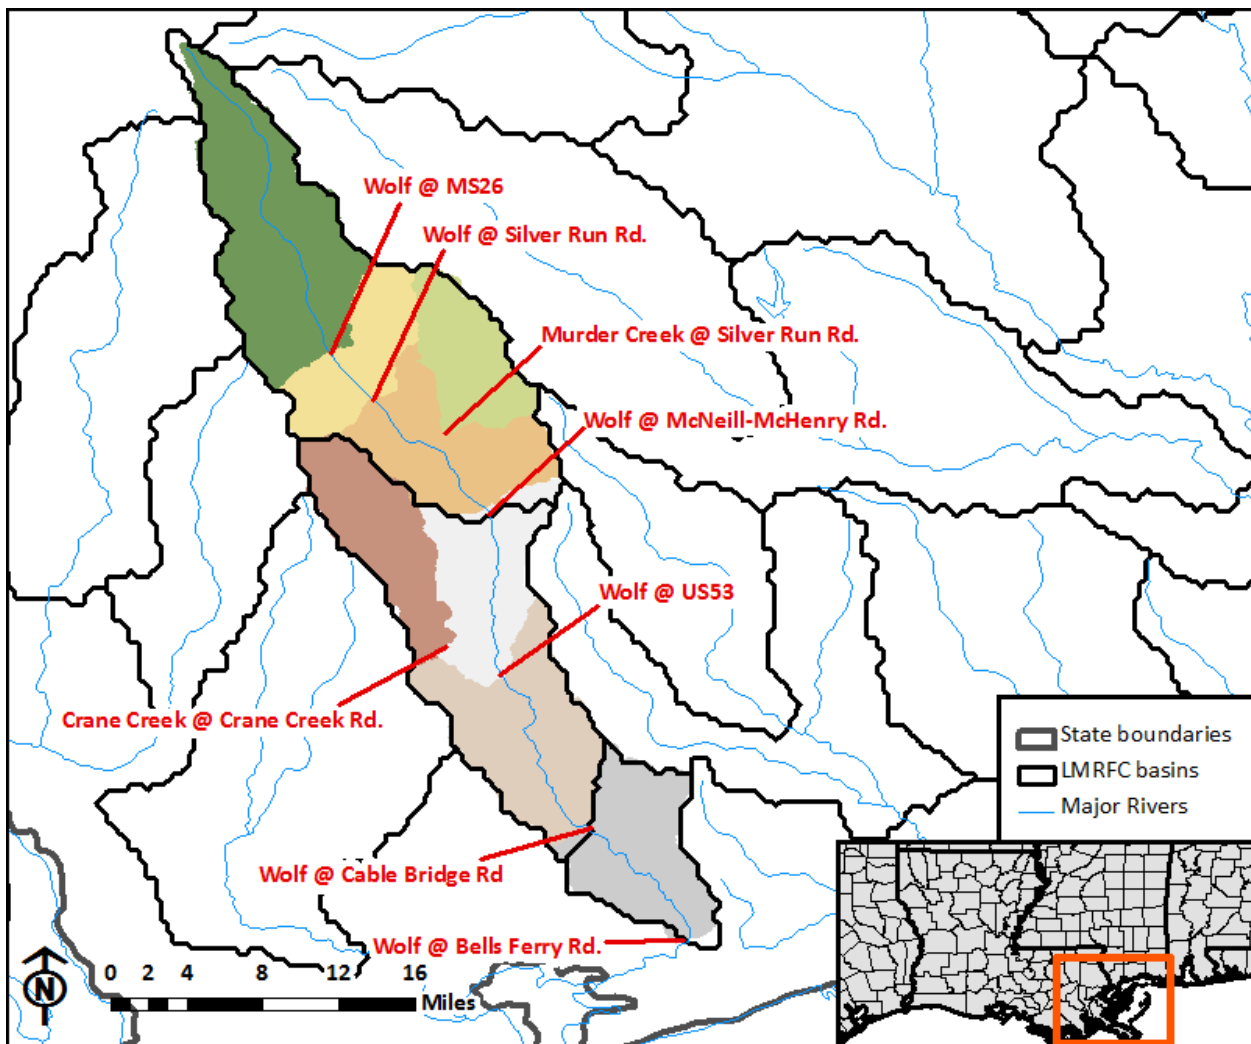 Wolf @ MS26
Wolf @ Silver Run Rd.
Murder Creek @ Silver Run Rd.
Wolf @ McNeill-McHenry Rd.
Wolf @ US53
Crane Creek @ Crane Creek Rd.
Wolf @ Cable Bridge Rd
Wolf @ Bells Ferry Rd.
State boundaries
LMRFC basins
Major Rivers
N
0 2 4 8 12 16
Miles